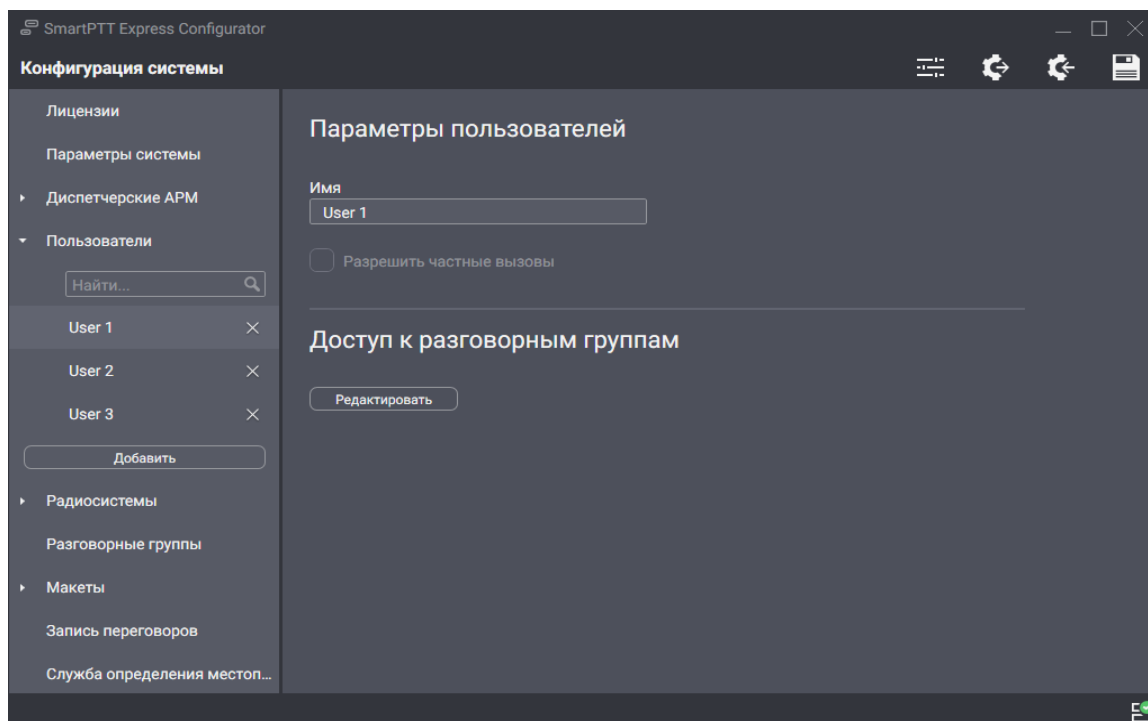 SmartPTT Express Configurator
Конфигурация системы
Лицензии
Параметры системы
Диспетчерские АРМ
Пользователи
Найти...
User 1
User 2
User 3
Добавить
Радиосистемы
Разговорные группы
Макеты
Запись переговоров
Служба определения местоп...
Параметры пользователей
Имя
User 1
Разрешить частные вызовы
Доступ к разговорным группам
Редактировать